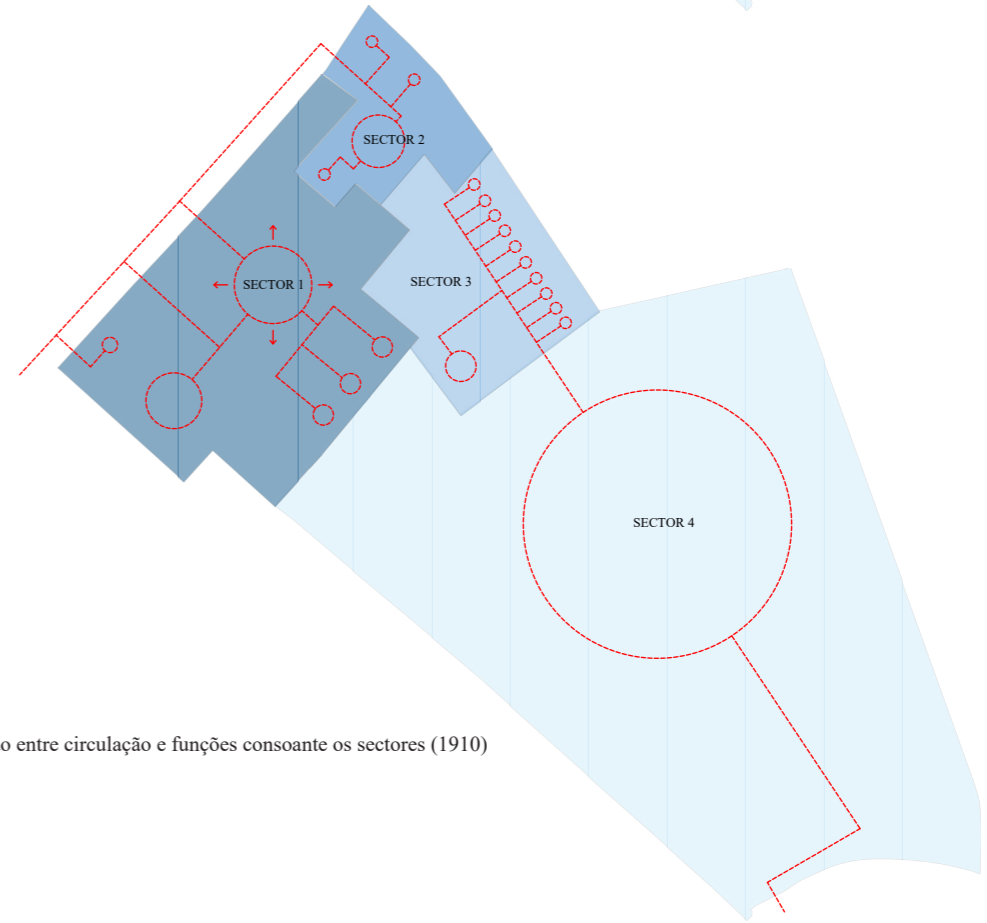 SECTOR 2
SECTOR 3
SECTOR 1
SECTOR 4
o entre circulação e funções consoante os sectores (1910)